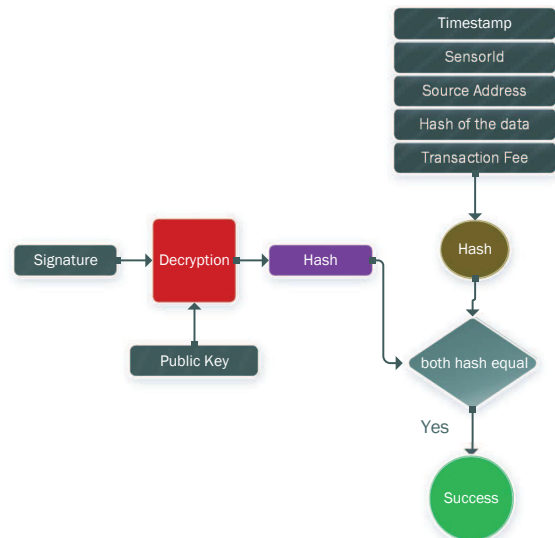 Timestamp
SensorId
Source Address
Hash of the data
Transaction Fee
Signature
Decryption
Hash
Hash
Public Key
both hash equal
Yes
Success